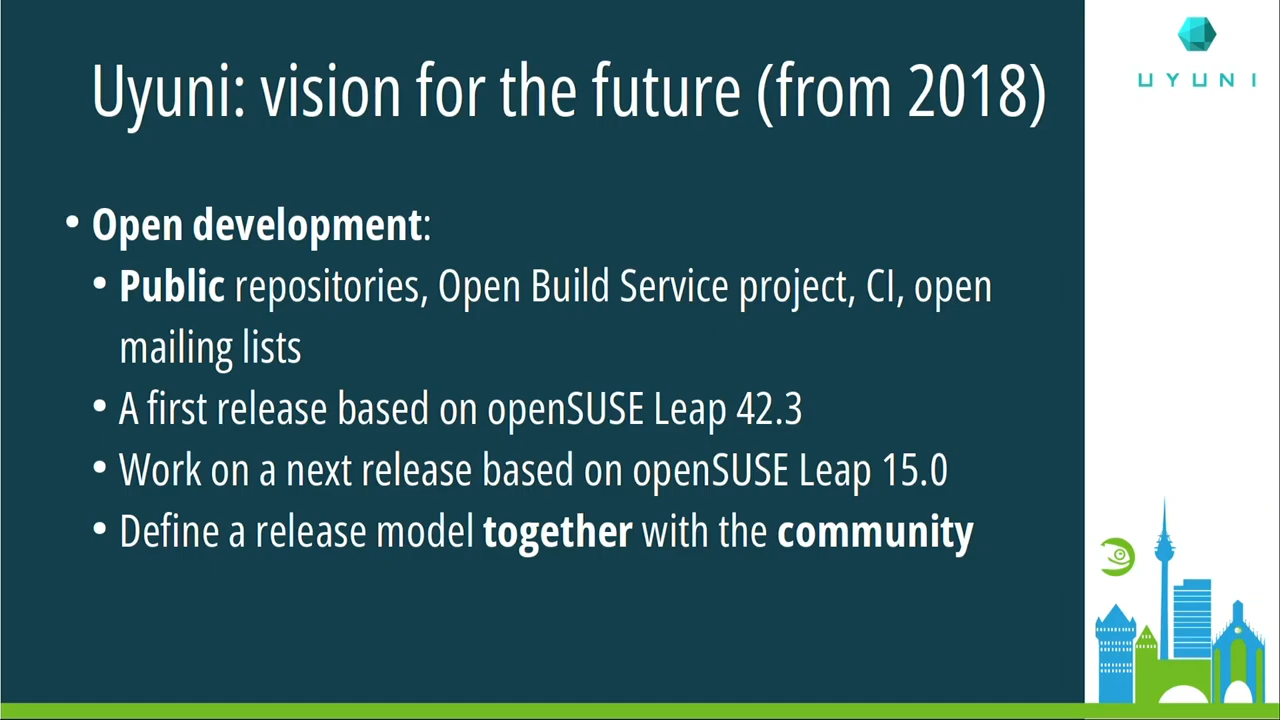 Uyuni: vision for the future (from 2018)
UYUNI
• Open development:
• Public repositories, Open Build Service project, CI, open
mailing lists
• A first release based on openSUSE Leap 42.3
• Work on a next release based on openSUSE Leap 15.0
• Define a release model together with the community